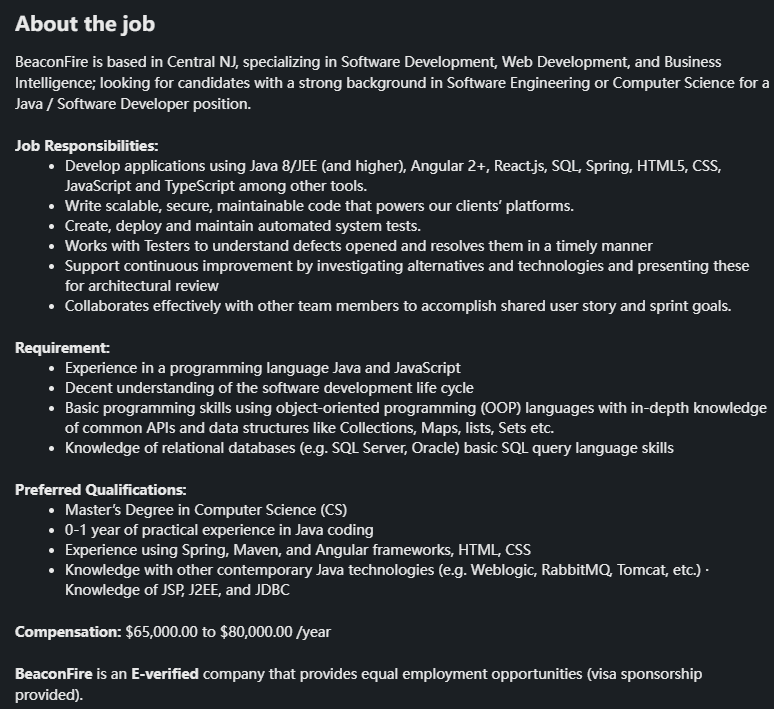 About the job
BeaconFire is based in Central NJ, specializing in Software Development, Web Development, and Business
Intelligence; looking for candidates with a strong background in Software Engineering or Computer Science for a
Java / Software Developer position.
Job Responsibilities:
• Develop applications using Java 8/JEE (and higher), Angular 2+, React.js, SQL, Spring, HTML5, CSS,
JavaScript and TypeScript among other tools.
• Write scalable, secure, maintainable code that powers our clients’ platforms.
• Create, deploy and maintain automated system tests.
• Works with Testers to understand defects opened and resolves them in a timely manner
• Support continuous improvement by investigating alternatives and technologies and presenting these
for architectural review
• Collaborates effectively with other team members to accomplish shared user story and sprint goals.
Requirement:
• Experience in a programming language Java and JavaScript
• Decent understanding of the software development life cycle
• Basic programming skills using object-oriented programming (OOP) languages with in-depth knowledge
of common APIs and data structures like Collections, Maps, lists, Sets etc.
• Knowledge of relational databases (e.g. SQL Server, Oracle) basic SQL query language skills
Preferred Qualifications:
• Master’s Degree in Computer Science (CS)
• 0-1 year of practical experience in Java coding
• Experience using Spring, Maven, and Angular frameworks, HTML, CSS
• Knowledge with other contemporary Java technologies (e.g. Weblogic, RabbitMQ, Tomcat, etc.) ·
Knowledge of JSP, J2EE, and JDBC
Compensation: $65,000.00 to $80,000.00 /year
BeaconFire is an E-verified company that provides equal employment opportunities (visa sponsorship
provided).